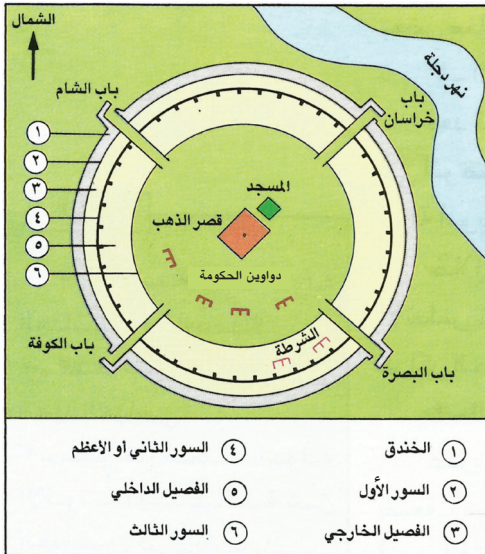 الشمال
نهر دجلة
باب الشام
باب
خراسان
١
٢
٣
٤
٥
٦
المسجد
قصر الذهب
دواوين الحكومة
الشرطة
باب الكوفة
باب البصرة
١ الخندق
٢ السور الأول
٣ الفصيل الخارجي
٤ السور الثاني أو الأعظم
٥ الفصيل الداخلي
٦ السور الثالث